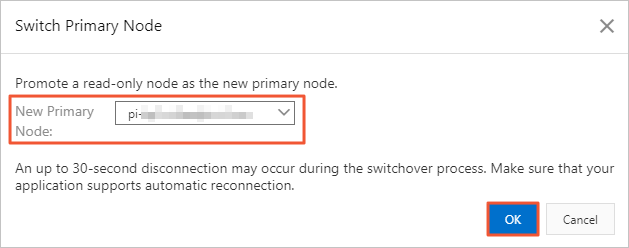 Switch Primary Node
Promote a read-only node as the new primary node.
New Primary
Node:
pi-
An up to 30-second disconnection may occur during the switchover process. Make sure that your
application supports automatic reconnection.
OK
Cancel